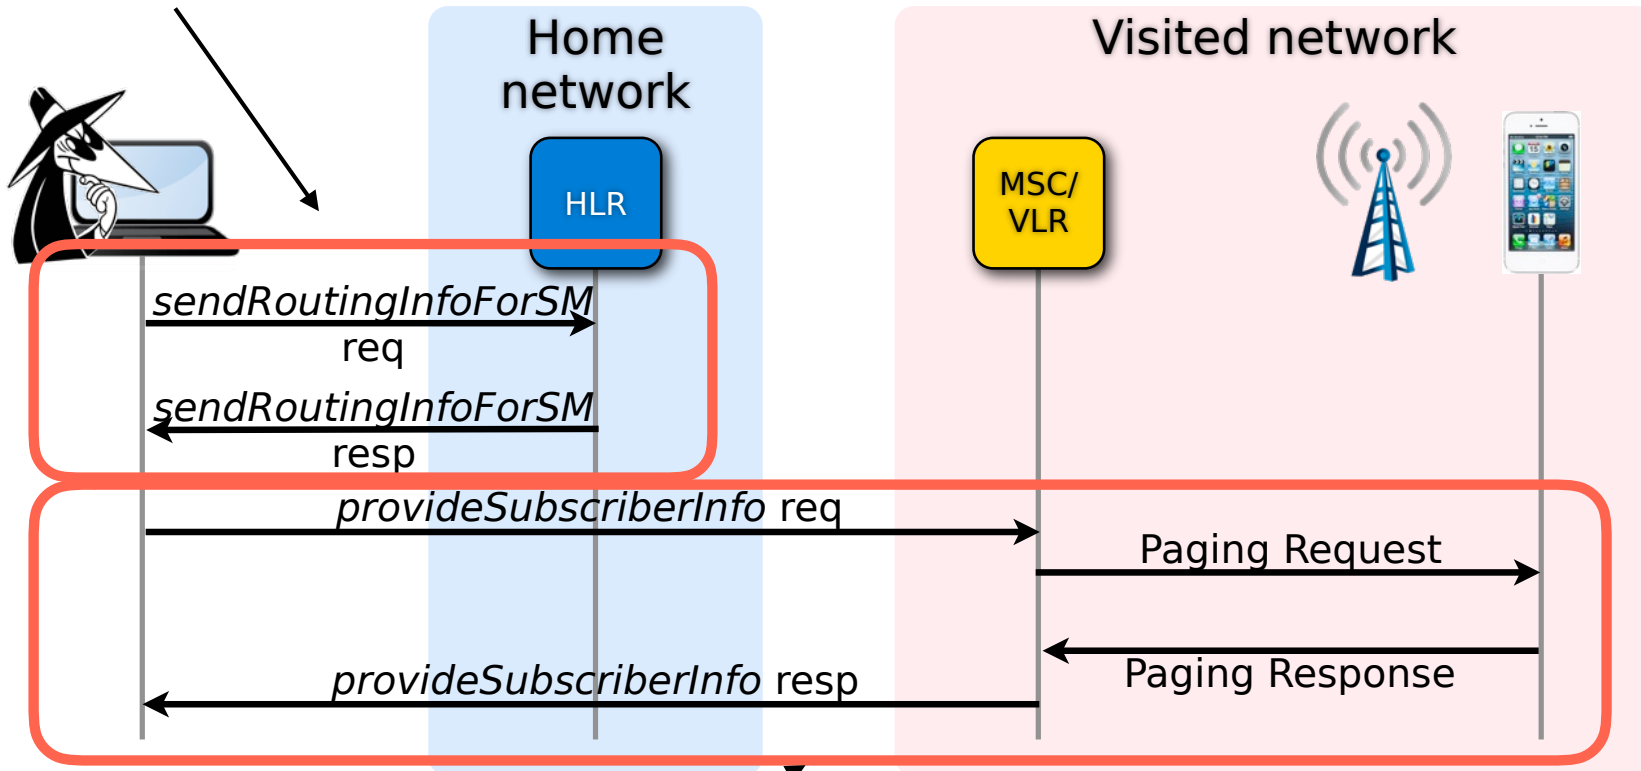 Home
network
Visited network
HLR
MSC/
VLR
sendRoutingInfoForSM
req
sendRoutingInfoForSM
resp
provideSubscriberInfo req
Paging Request
Paging Response
provideSubscriberInfo resp